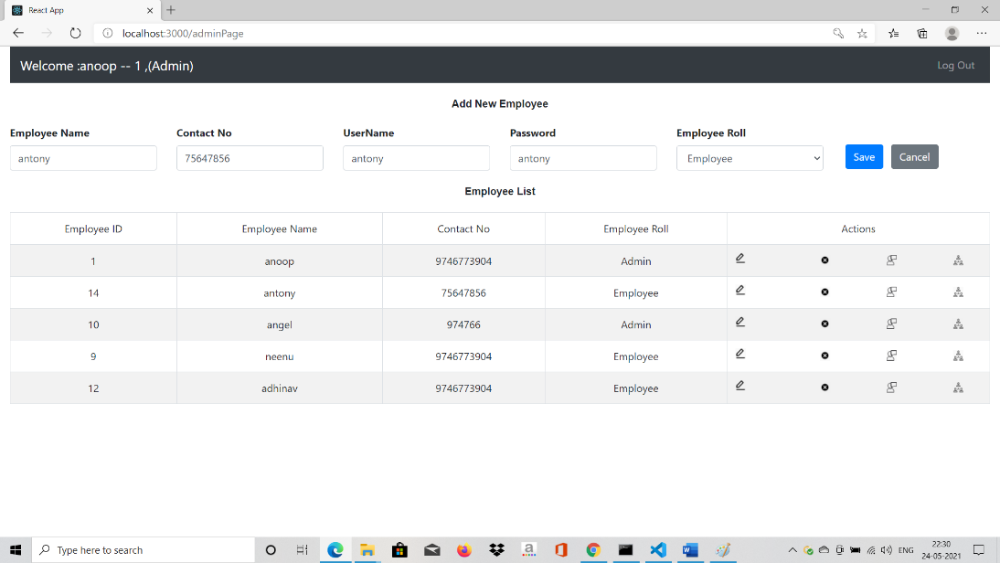 React App
localhost:3000/adminPage
Welcome :anoop -- 1 ,(Admin)
Log Out
Add New Employee
Employee Name Contact No UserName Password Employee Roll
antony 75647856 antony antony Employee Save Cancel
Employee List
Employee ID Employee Name Contact No Employee Roll Actions
1 anoop 9746773904 Admin
14 antony 75647856 Employee
10 angel 974766 Admin
9 neenu 9746773904 Employee
12 adhinav 9746773904 Employee
Type here to search
a
W
ENG
22:30
24-05-2021